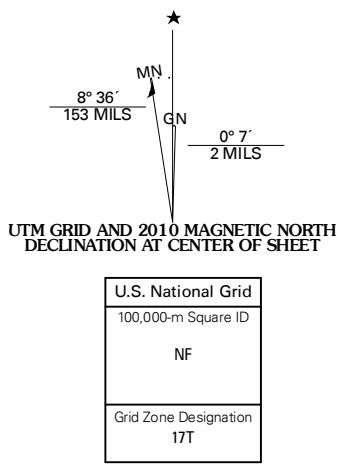 MN
8° 36´
153 MILS
GN
0° 7´
2 MILS
UTM GRID AND 2010 MAGNETIC NORTH
DECLINATION AT CENTER OF SHEET
U.S. National Grid
100,000-m Square ID
NF
Grid Zone Designation
17T